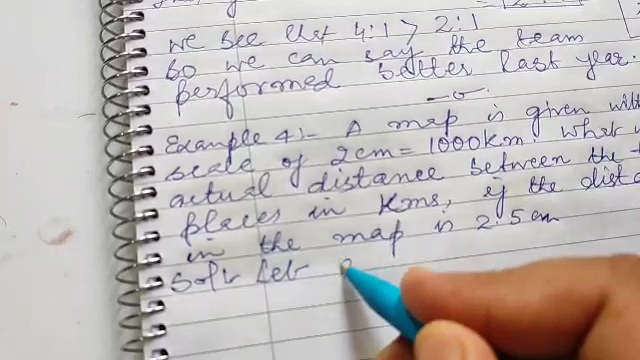 we see that 4:1 > 2:1
So we can say the team
performed better last year.
Example 4:- A map is given with
scale of 2cm = 1000km. What
actual distance between the
places in Kms, if the dist
in the map is 2.5cm
Soln Let